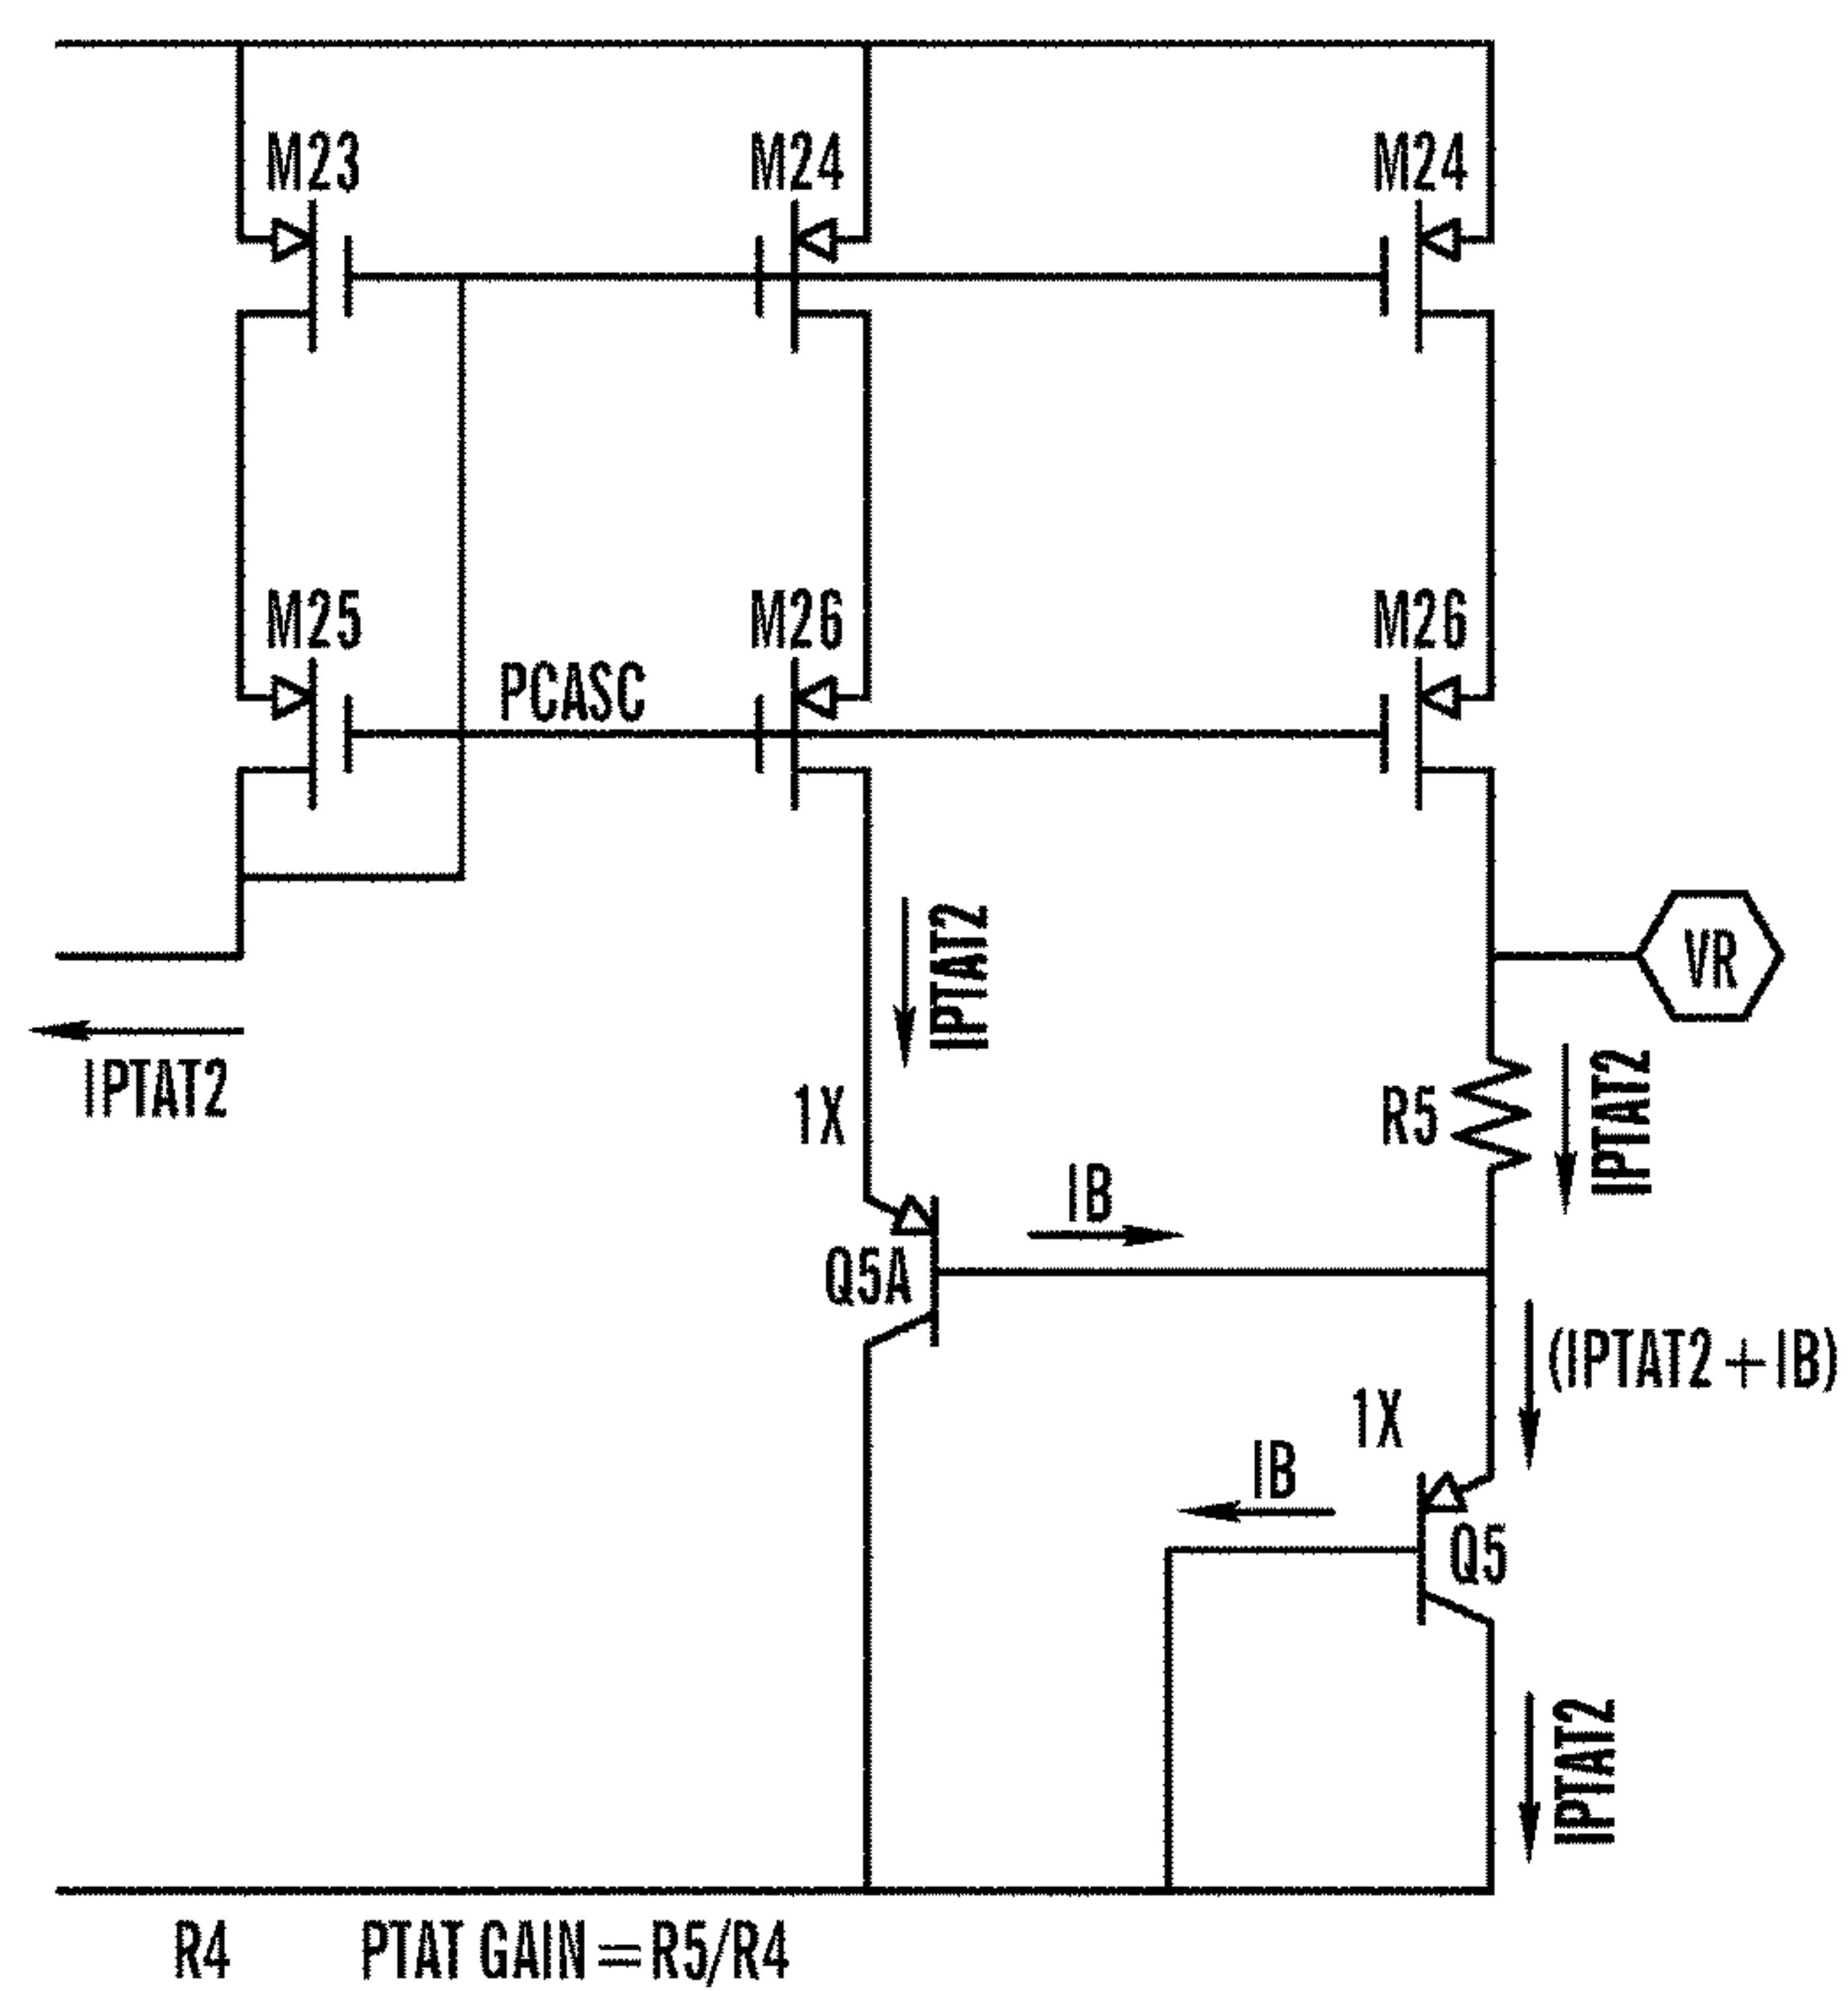 M23
M24
M24
M25
M26
M26
PCASC
IPTAT2
VR
IPTAT2
IPTAT2
1X
R5
IB
Q5A
(IPTAT2+IB)
1X
IB
Q5
IPTAT2
R4
PTAT GAIN=R5/R4